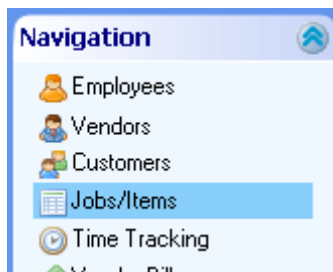 Navigation
Employees
Vendors
Customers
Jobs/Items
Time Tracking